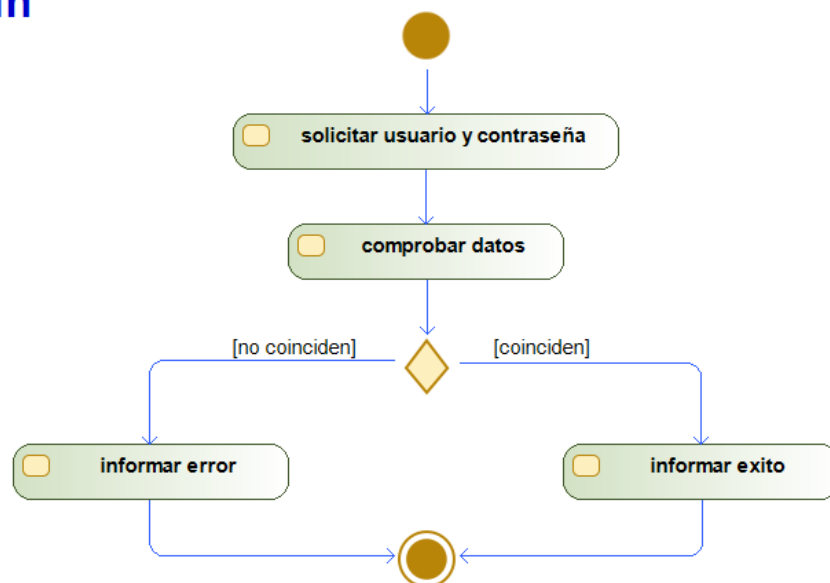 solicitar usuario y contraseña
comprobar datos
[no coinciden]
[coinciden]
informar error
informar exito